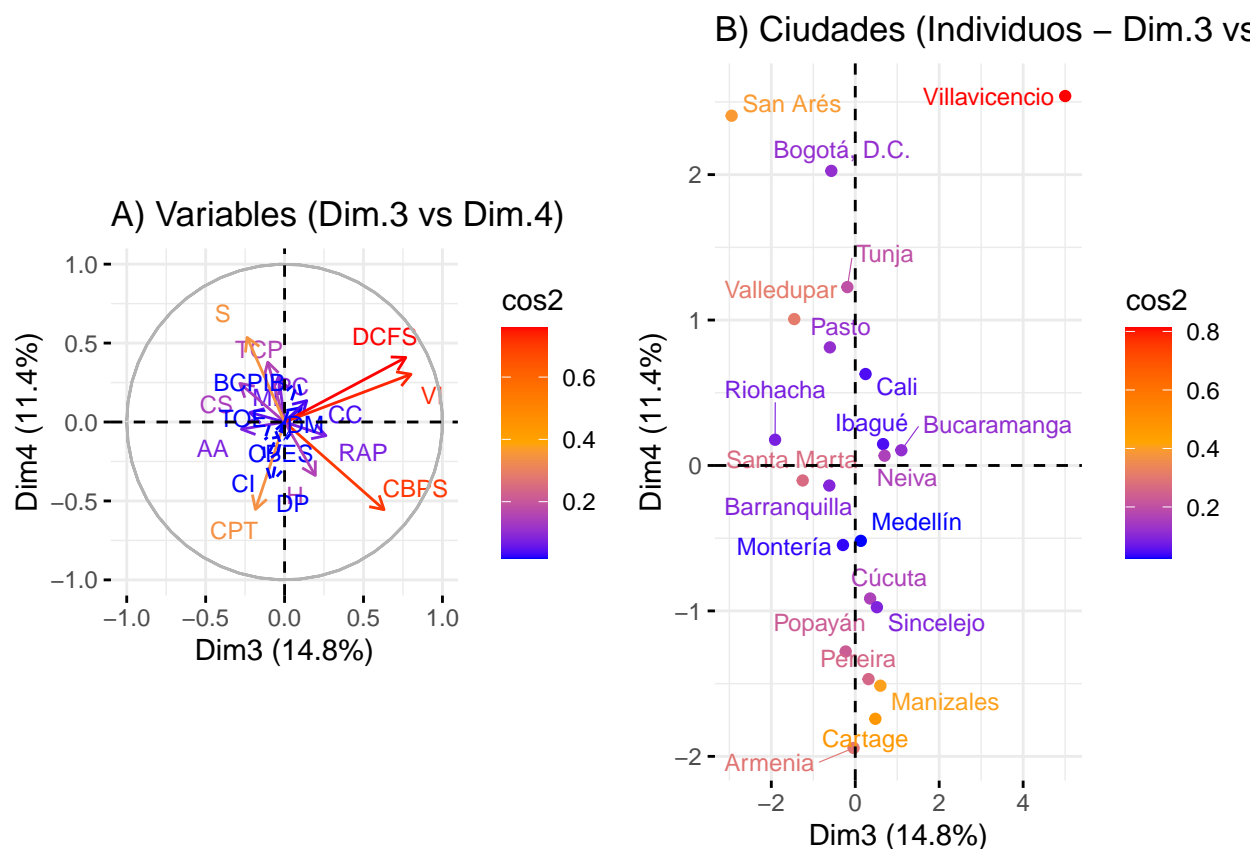 B) Ciudades (Individuos – Dim.3 vs
A) Variables (Dim.3 vs Dim.4)
Dim4 (11.4%)
1.0
0.5
0.0
−0.5
−1.0
S
TCP
DCFS
VI
CS
CC
AA
RAP
CI
DP
CBFS
CPT
−1.0
−0.5
0.0
0.5
1.0
Dim3 (14.8%)
cos2
0.6
0.4
0.2
Dim4 (11.4%)
2
1
0
−1
−2
San Arés
Villavicencio
Bogotá, D.C.
Tunja
Valledupar
Pasto
Cali
Riohacha
Ibagué
Bucaramanga
Santa Marta
Neiva
Barranquilla
Medellín
Montería
Cúcuta
Popayán
Sincelejo
Pereira
Manizales
Cartage
Armenia
−2
0
2
4
Dim3 (14.8%)
cos2
0.8
0.6
0.4
0.2